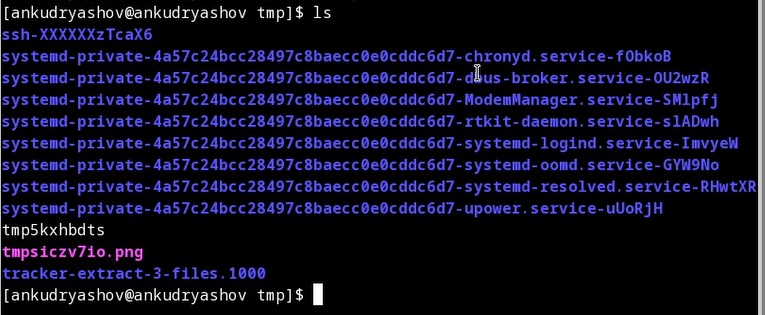 [ankudryashov@ankudryashov tmp]$ ls
ssh-XXXXXXzTcaX6
systemd-private-4a57c24bcc28497c8baecc0e0cddc6d7-chronyd.service-fObkoB
systemd-private-4a57c24bcc28497c8baecc0e0cddc6d7-dbus-broker.service-OU2wzR
systemd-private-4a57c24bcc28497c8baecc0e0cddc6d7-ModemManager.service-SMlpfj
systemd-private-4a57c24bcc28497c8baecc0e0cddc6d7-rtkit-daemon.service-slADwh
systemd-private-4a57c24bcc28497c8baecc0e0cddc6d7-systemd-logind.service-ImvyeW
systemd-private-4a57c24bcc28497c8baecc0e0cddc6d7-systemd-oomd.service-GYW9No
systemd-private-4a57c24bcc28497c8baecc0e0cddc6d7-systemd-resolved.service-RHwtXR
systemd-private-4a57c24bcc28497c8baecc0e0cddc6d7-upower.service-uUoRjH
tmp5kxhbdts
tmpsiczv7io.png
tracker-extract-3-files.1000
[ankudryashov@ankudryashov tmp]$